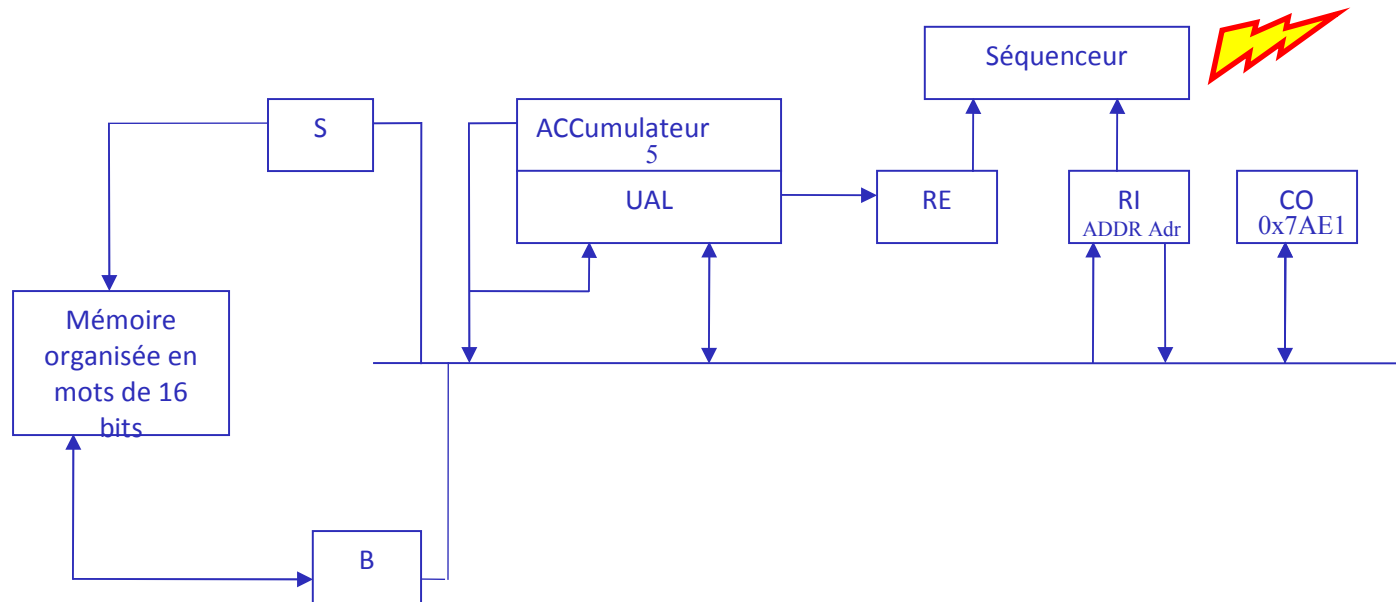 Séquenceur
S
ACCumulateur
5
UAL
RE
RI
ADDR Adr
CO
0x7AE1
Mémoire
organisée en
mots de 16
bits
B